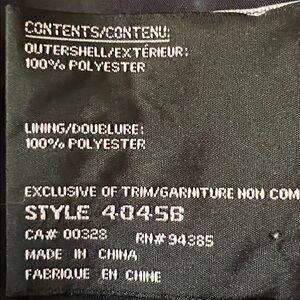 CONTENTS/CONTENU:
OUTERSHELL/EXTÉRIEUR:
100% POLYESTER
LINING/DOUBLURE:
100% POLYESTER
EXCLUSIVE OF TRIM/GARNITURE NON COM
STYLE 4045B
CA# 00323 RN# 94385
MADE IN CHINA
FABRIQUE EN CHINE